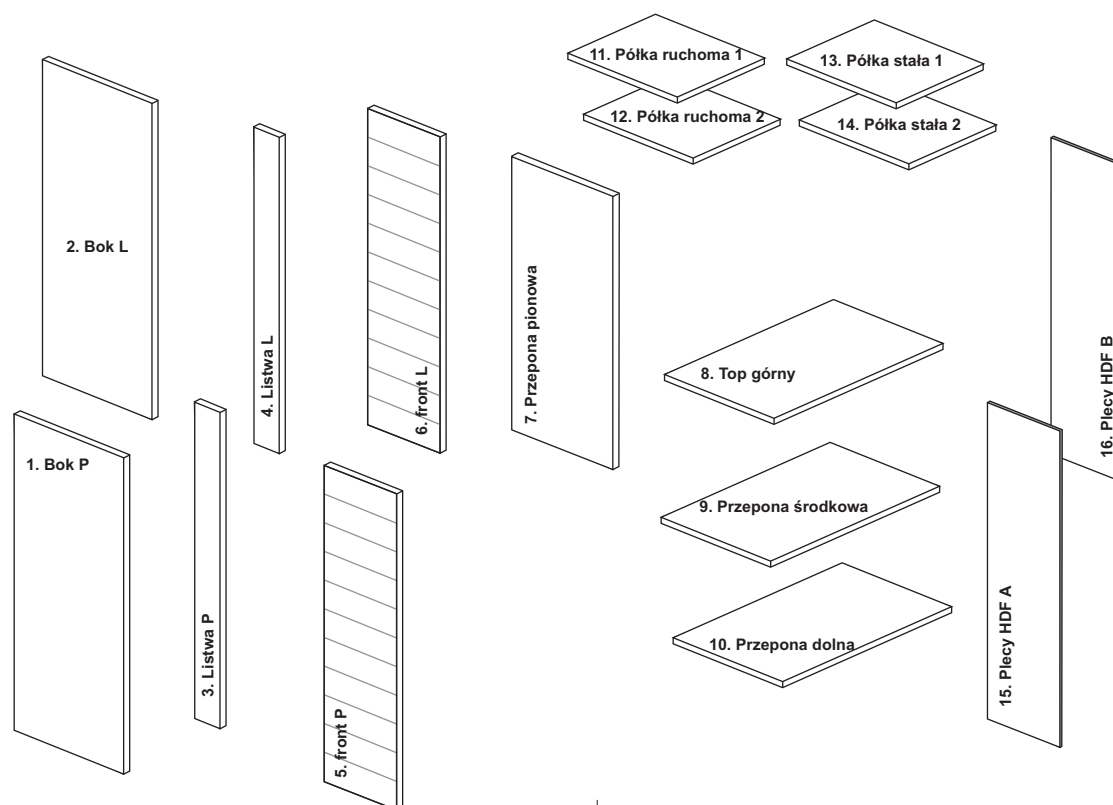 11. Półka ruchoma 1
13. Półka stała 1
12. Półka ruchoma 2
14. Półka stała 2
2. Bok L
4. Listwa L
6. front L
7. Przepona pionowa
8. Top górny
16. Plecy HDF B
1. Bok P
9. Przepona środkowa
3. Listwa P
5. front P
10. Przepona dolna
15. Plecy HDF A